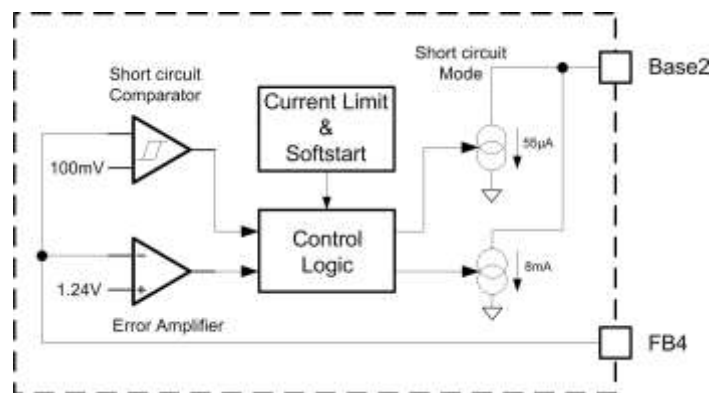 Short circuit
Comparator
100mV
Current Limit
&
Softstart
Short circuit
Mode
Base2
55µA
Control
Logic
8mA
1.24V
Error Amplifier
FB4